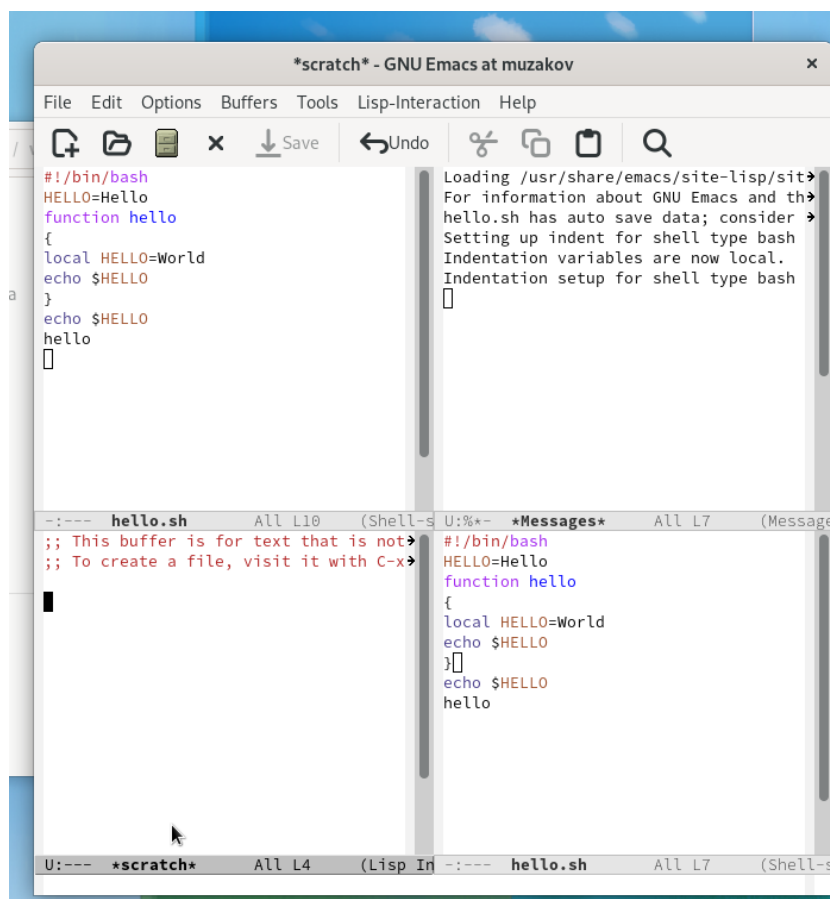 *scratch* - GNU Emacs at muzakov
File Edit Options Buffers Tools Lisp-Interaction Help
Save Undo
#!/bin/bash
HELLO=Hello
function hello
{
local HELLO=World
echo $HELLO
}
echo $HELLO
hello
Loading /usr/share/emacs/site-lisp/sit
For information about GNU Emacs and th
hello.sh has auto save data; consider
Setting up indent for shell type bash
Indentation variables are now local.
Indentation setup for shell type bash
-:--- hello.sh All L10 (Shell-s
U:%*- *Messages* All L7 (Message
;; This buffer is for text that is not
;; To create a file, visit it with C-x
#!/bin/bash
HELLO=Hello
function hello
{
local HELLO=World
echo $HELLO
}
echo $HELLO
hello
U:--- *scratch* All L4 (Lisp In
-:--- hello.sh All L7 (Shell-s
a